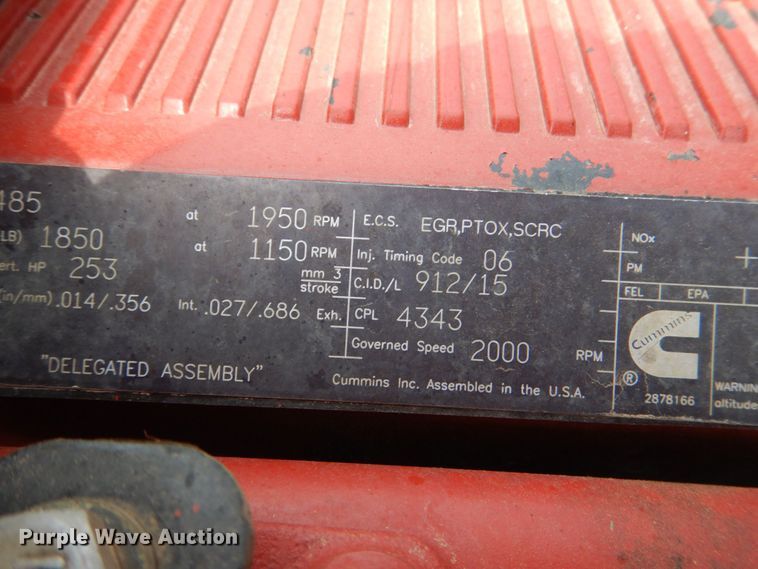 485 at 1950 RPM
LB) 1850 at 1150 RPM
ert. HP 253 mm 3
stroke
(in/mm) .014/.356 Int. .027/.686 Exh.
"DELEGATED ASSEMBLY"
E.C.S. EGR,PTOX,SCRC
Inj. Timing Code 06
C.I.D./L 912/15
CPL 4343
Governed Speed 2000 RPM
Cummins Inc. Assembled in the U.S.A.
NOx
PM
FEL EPA
Cummins
®
2878166
WARNIN
altitude
Purple Wave Auction